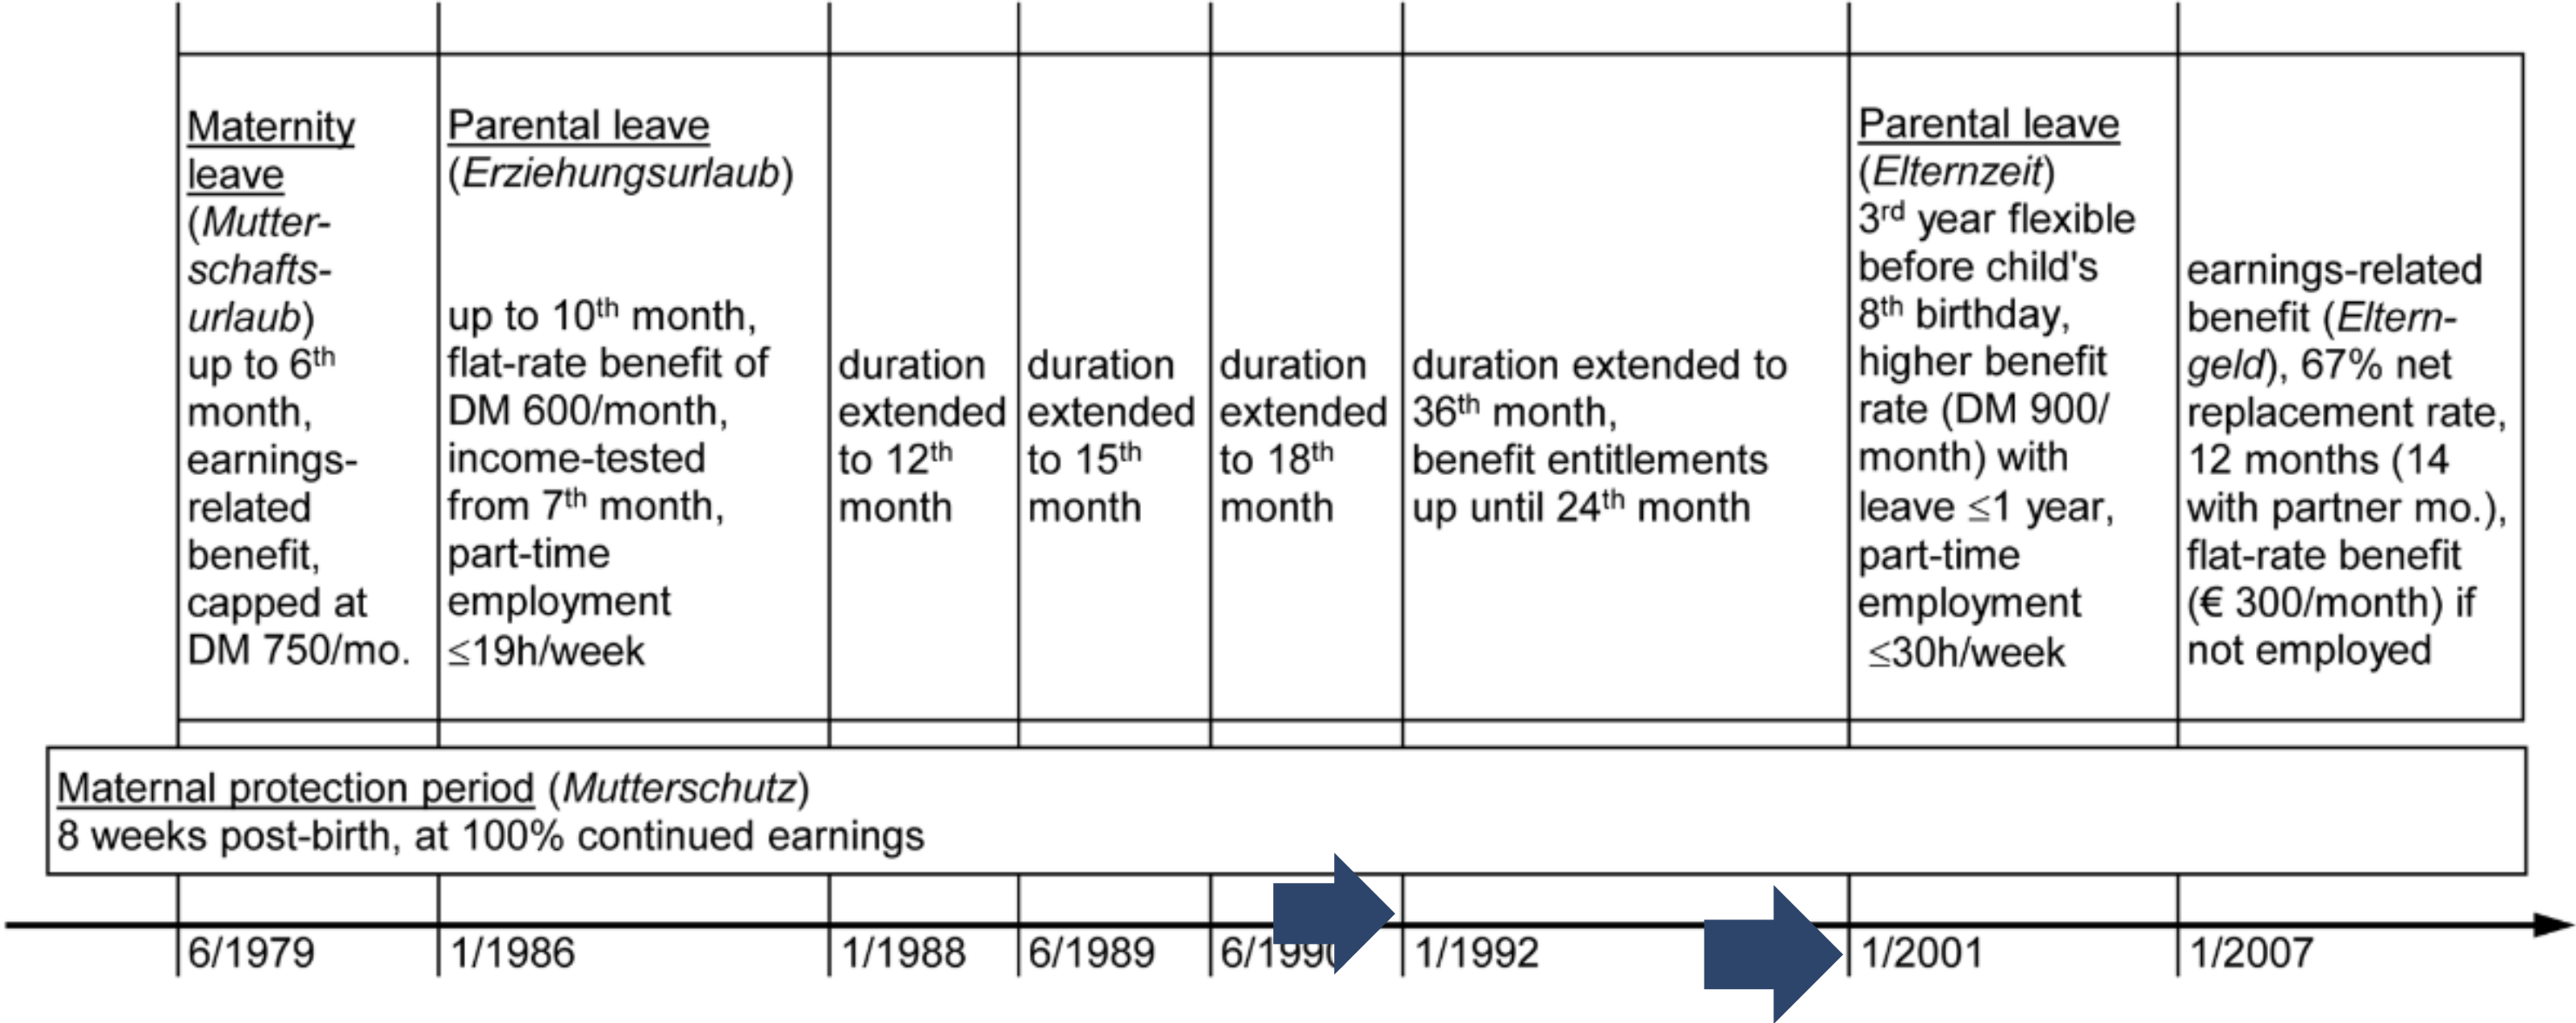 Maternity
leave
(Mutter-
schafts-
urlaub)
up to 6th
month,
earnings-
related
benefit,
capped at
DM 750/mo.
Parental leave
(Erziehungsurlaub)
up to 10th month,
flat-rate benefit of
DM 600/month,
income-tested
from 7th month,
part-time
employment
≤19h/week
duration
extended
to 12th
month
duration
extended
to 15th
month
duration
extended
to 18th
month
duration extended to
36th month,
benefit entitlements
up until 24th month
Parental leave
(Elternzeit)
3rd year flexible
before child's
8th birthday,
higher benefit
rate (DM 900/
month) with
leave ≤1 year,
part-time
employment
≤30h/week
earnings-related
benefit (Eltern-
geld), 67% net
replacement rate,
12 months (14
with partner mo.),
flat-rate benefit
(€ 300/month) if
not employed
Maternal protection period (Mutterschutz)
8 weeks post-birth, at 100% continued earnings
6/1979
1/1986
1/1988
6/1989
6/1990
1/1992
1/2001
1/2007